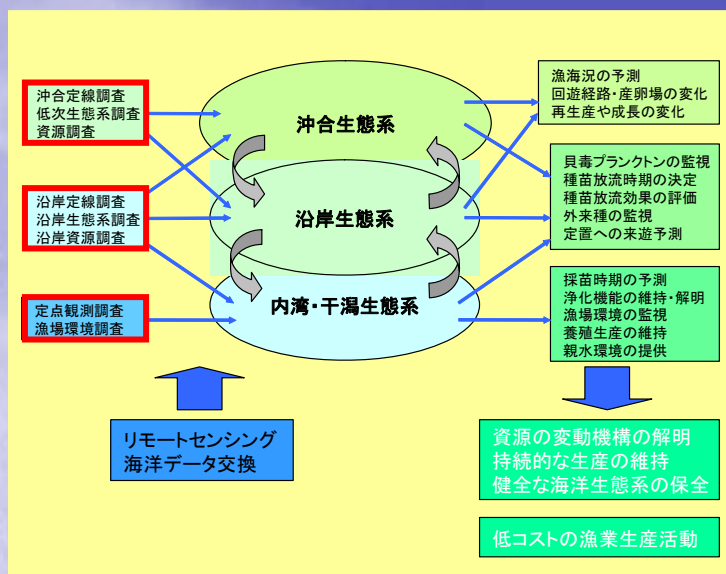 沖合定線調査
低次生態系調査
資源調査
沿岸定線調査
沿岸生態系調査
沿岸資源調査
定点観測調査
漁場環境調査
リモートセンシング
海洋データ交換
沖合生態系
沿岸生態系
内湾・干潟生態系
漁海況の予測
回遊経路・産卵場の変化
再生産や成長の変化
貝毒プランクトンの監視
種苗放流時期の決定
種苗放流効果の評価
外来種の監視
定置への来遊予測
採苗時期の予測
浄化機能の維持・解明
漁場環境の監視
養殖生産の維持
親水環境の提供
資源の変動機構の解明
持続的な生産の維持
健全な海洋生態系の保全
低コストの漁業生産活動